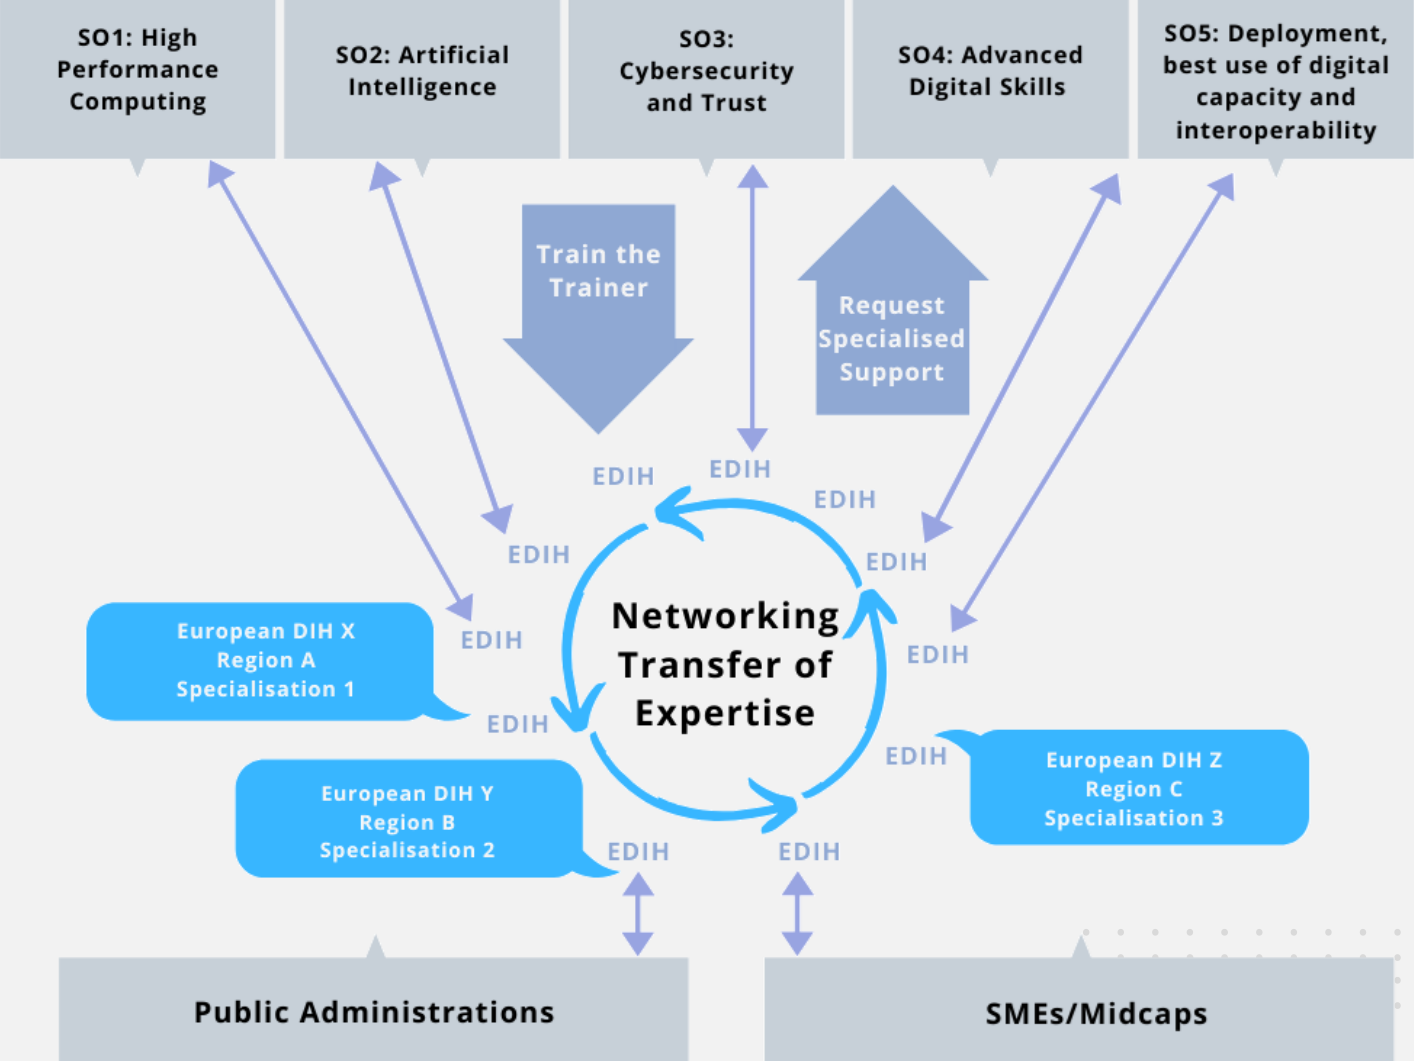 SO1: High
Performance
Computing
SO2: Artificial
Intelligence
SO3:
Cybersecurity
and Trust
SO4: Advanced
Digital Skills
SO5: Deployment,
best use of digital
capacity and
interoperability
Train the
Trainer
Request
Specialised
Support
EDIH
EDIH
EDIH
EDIH
EDIH
EDIH
EDIH
EDIH
EDIH
EDIH
EDIH
Networking
Transfer of
Expertise
European DIH X
Region A
Specialisation 1
European DIH Y
Region B
Specialisation 2
European DIH Z
Region C
Specialisation 3
Public Administrations
SMEs/Midcaps